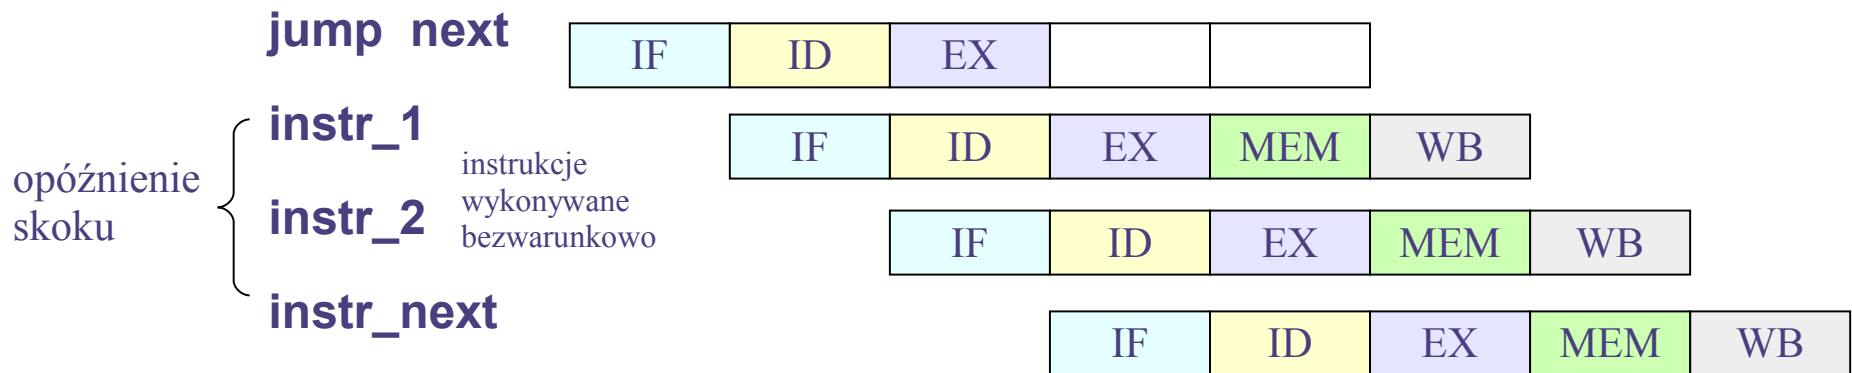 jump next
IF ID EX
instr_1
IF ID EX MEM WB
opóźnienie
skoku
instrukcje
wykonywane
bezwarunkowo
instr_2
IF ID EX MEM WB
instr_next
IF ID EX MEM WB